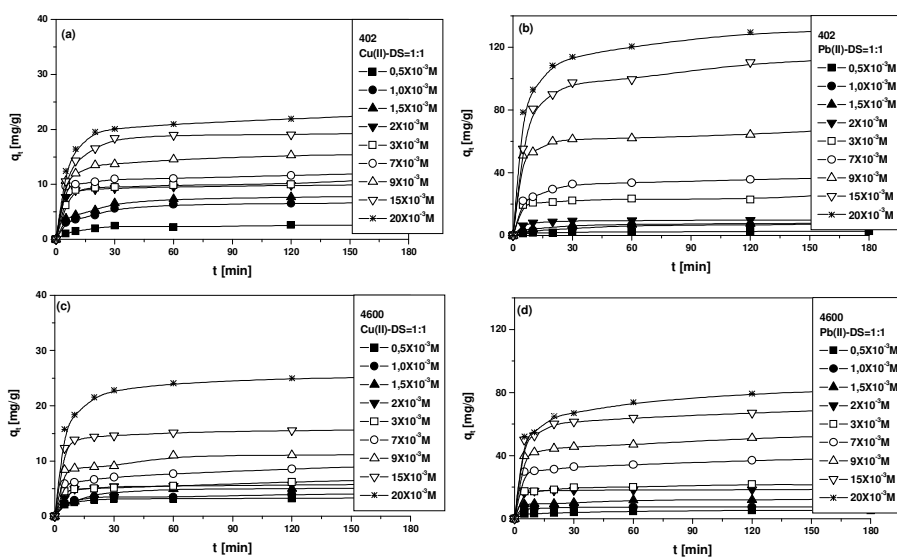 (a)
402
Cu(II)-DS=1:1
0,5X10⁻³M
1,0X10⁻³M
1,5X10⁻³M
2X10⁻³M
3X10⁻³M
7X10⁻³M
9X10⁻³M
15X10⁻³M
20X10⁻³M
40
30
20
10
0
qₜ [mg/g]
0 30 60 90 120 150 180
t [min]
(b)
402
Pb(II)-DS=1:1
0,5X10⁻³M
1,0X10⁻³M
1,5X10⁻³M
2X10⁻³M
3X10⁻³M
7X10⁻³M
9X10⁻³M
15X10⁻³M
20X10⁻³M
120
80
40
0
qₜ [mg/g]
0 30 60 90 120 150 180
t [min]
(c)
4600
Cu(II)-DS=1:1
0,5X10⁻³M
1,0X10⁻³M
1,5X10⁻³M
2X10⁻³M
3X10⁻³M
7X10⁻³M
9X10⁻³M
15X10⁻³M
20X10⁻³M
40
30
20
10
0
qₜ [mg/g]
0 30 60 90 120 150 180
t [min]
(d)
4600
Pb(II)-DS=1:1
0,5X10⁻³M
1,0X10⁻³M
1,5X10⁻³M
2X10⁻³M
3X10⁻³M
7X10⁻³M
9X10⁻³M
15X10⁻³M
20X10⁻³M
120
80
40
0
qₜ [mg/g]
0 30 60 90 120 150 180
t [min]